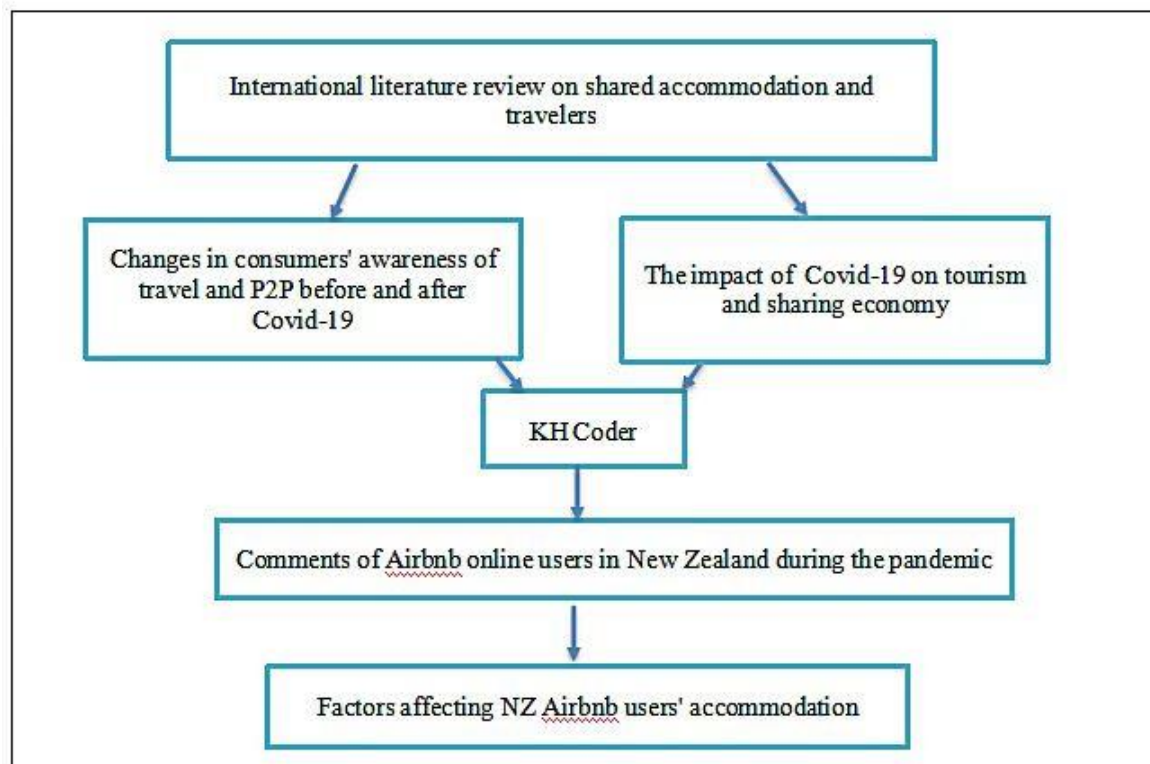 International literature review on shared accommodation and
travelers
Changes in consumers' awareness of
travel and P2P before and after
Covid-19
The impact of Covid-19 on tourism
and sharing economy
KH Coder
Comments of Airbnb online users in New Zealand during the pandemic
Factors affecting NZ Airbnb users' accommodation